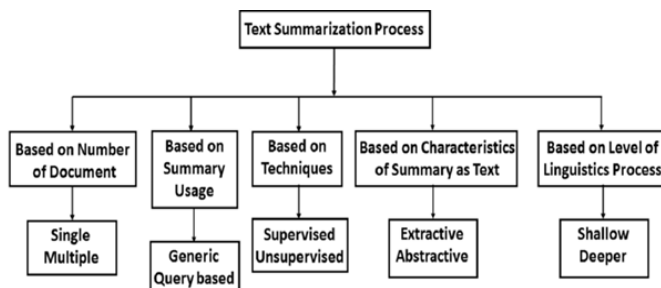 Text Summarization Process
Based on Number
of Document
Based on
Summary
Usage
Based on
Techniques
Based on Characteristics
of Summary as Text
Based on Level of
Linguistics Process
Single
Multiple
Generic
Query based
Supervised
Unsupervised
Extractive
Abstractive
Shallow
Deeper